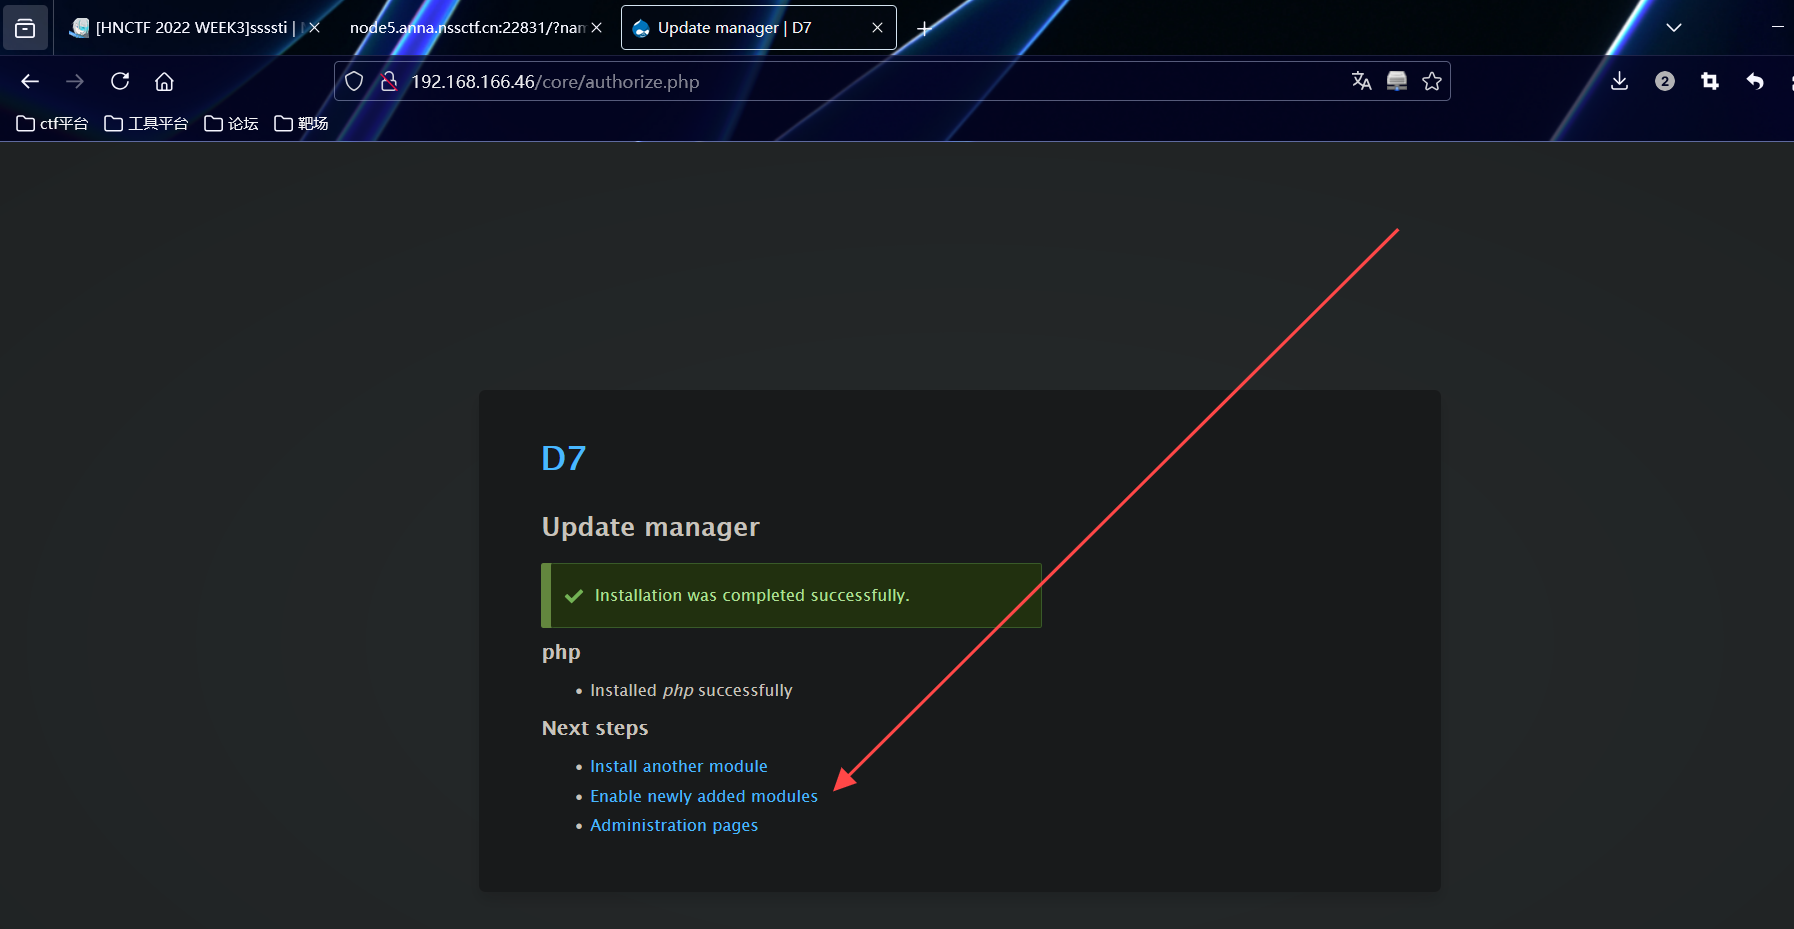 [HNCTF 2022 WEEK3]ssssti |
node5.anna.nssctf.cn:22831/?nam
Update manager | D7
192.168.166.46/core/authorize.php
2
ctf平台
工具平台
论坛
靶场
D7
Update manager
Installation was completed successfully.
php
Installed php successfully
Next steps
Install another module
Enable newly added modules
Administration pages